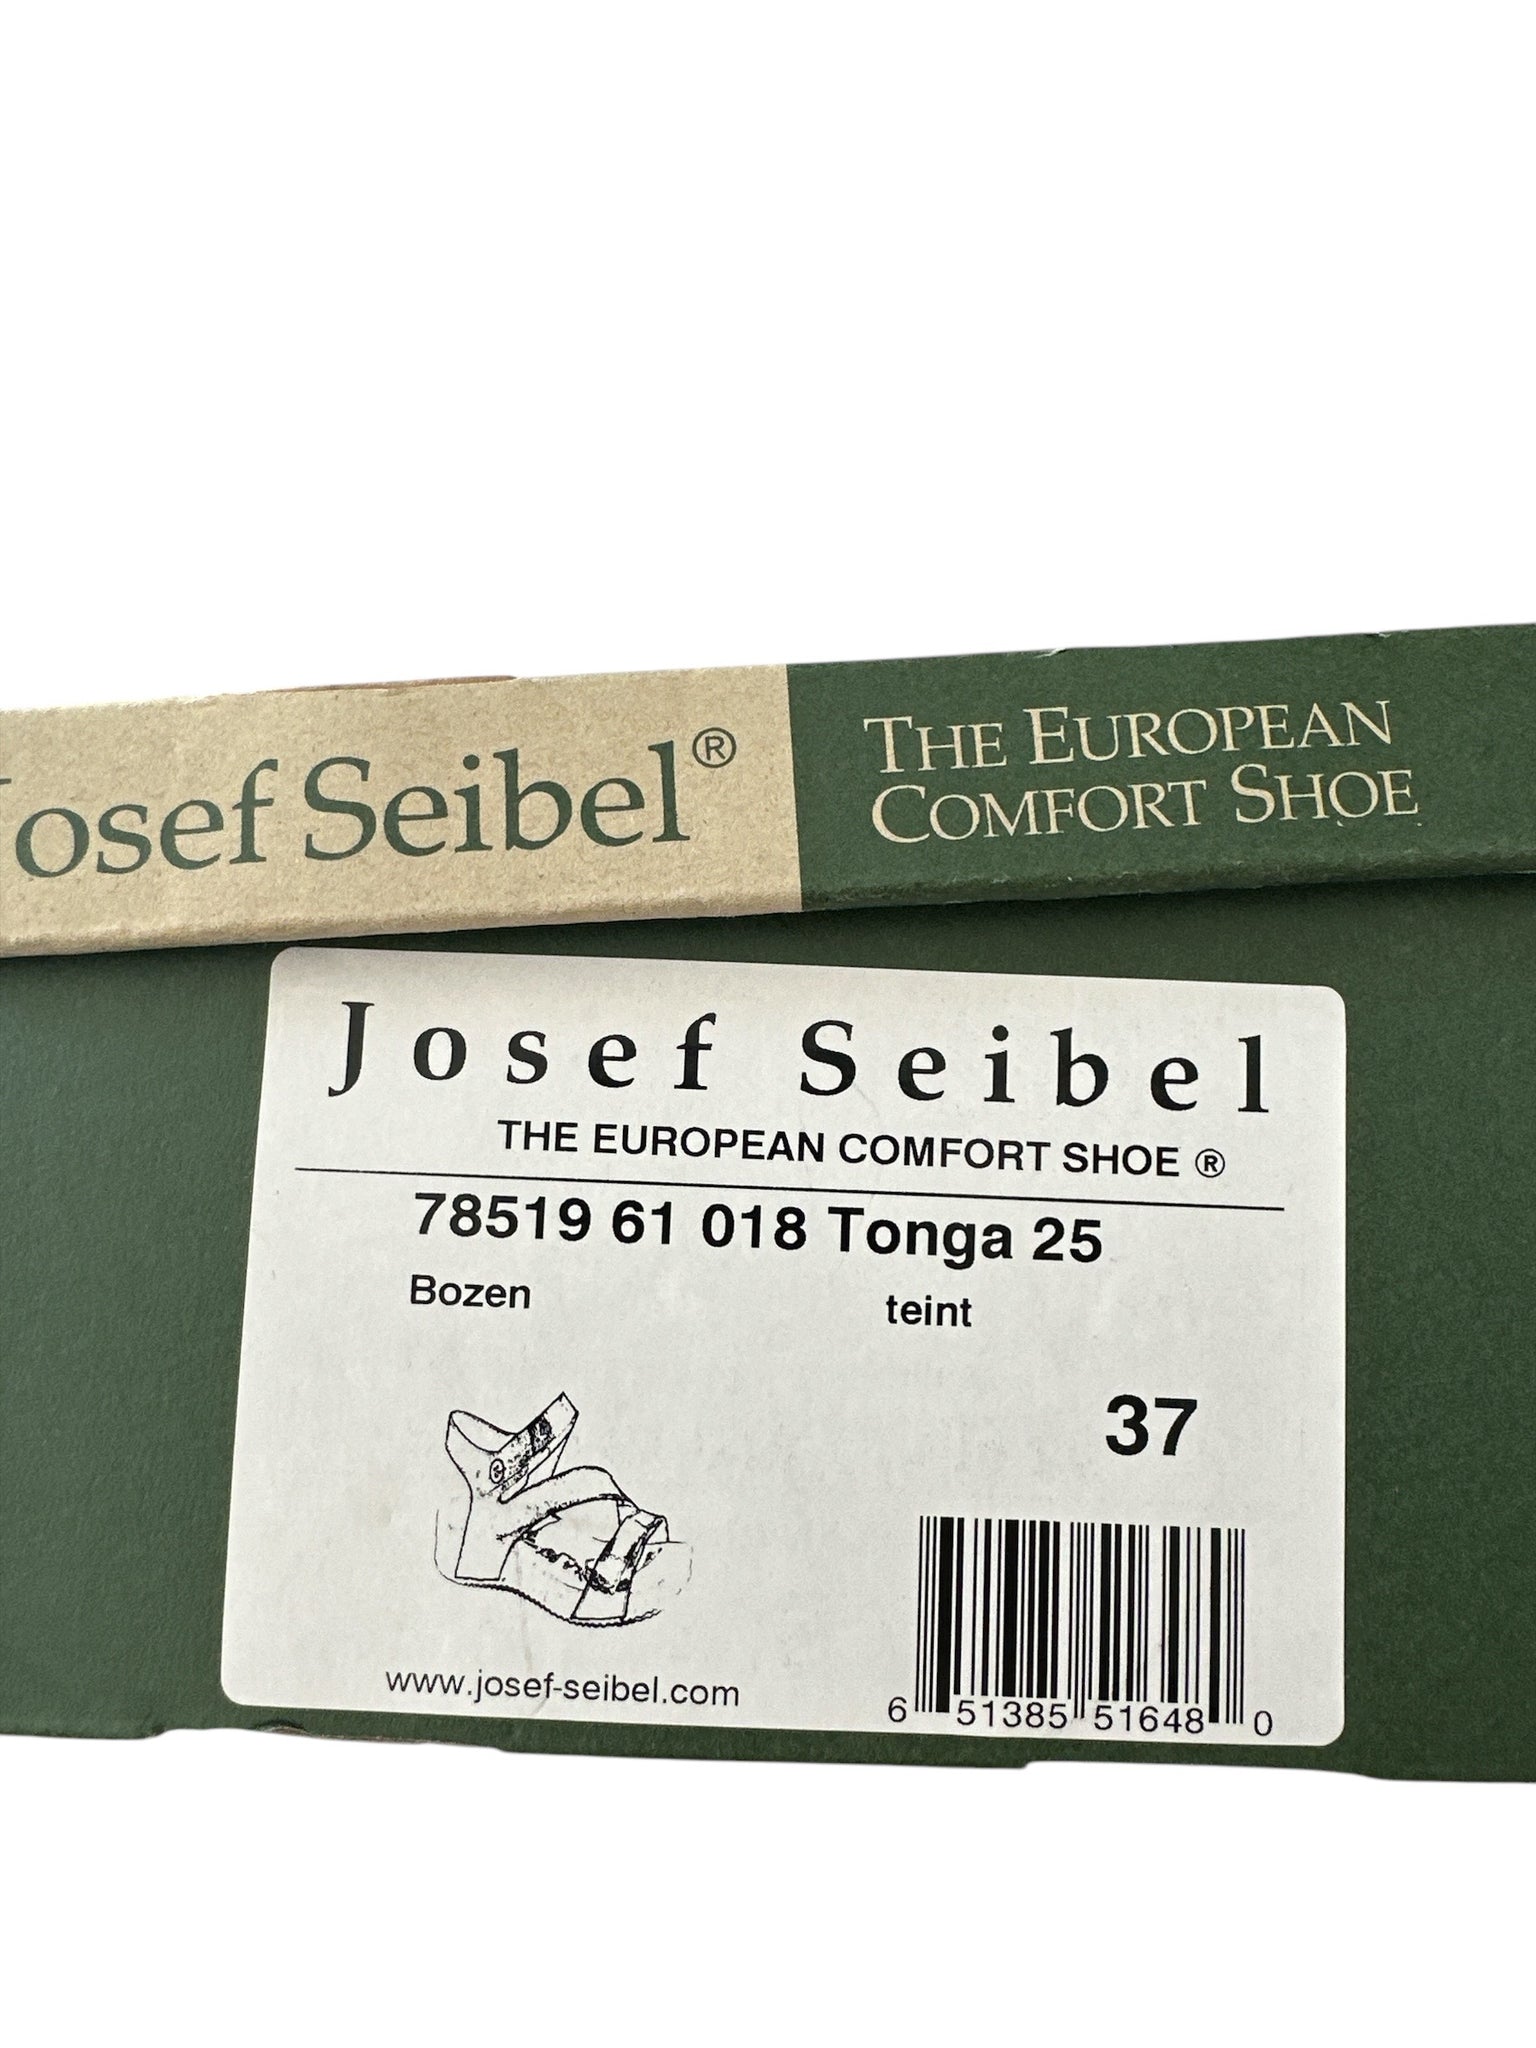 Josef Seibel®
THE EUROPEAN
COMFORT SHOE
Josef Seibel
THE EUROPEAN COMFORT SHOE ®
78519 61 018 Tonga 25
Bozen teint
37
www.josef-seibel.com
6 51385 51648 0